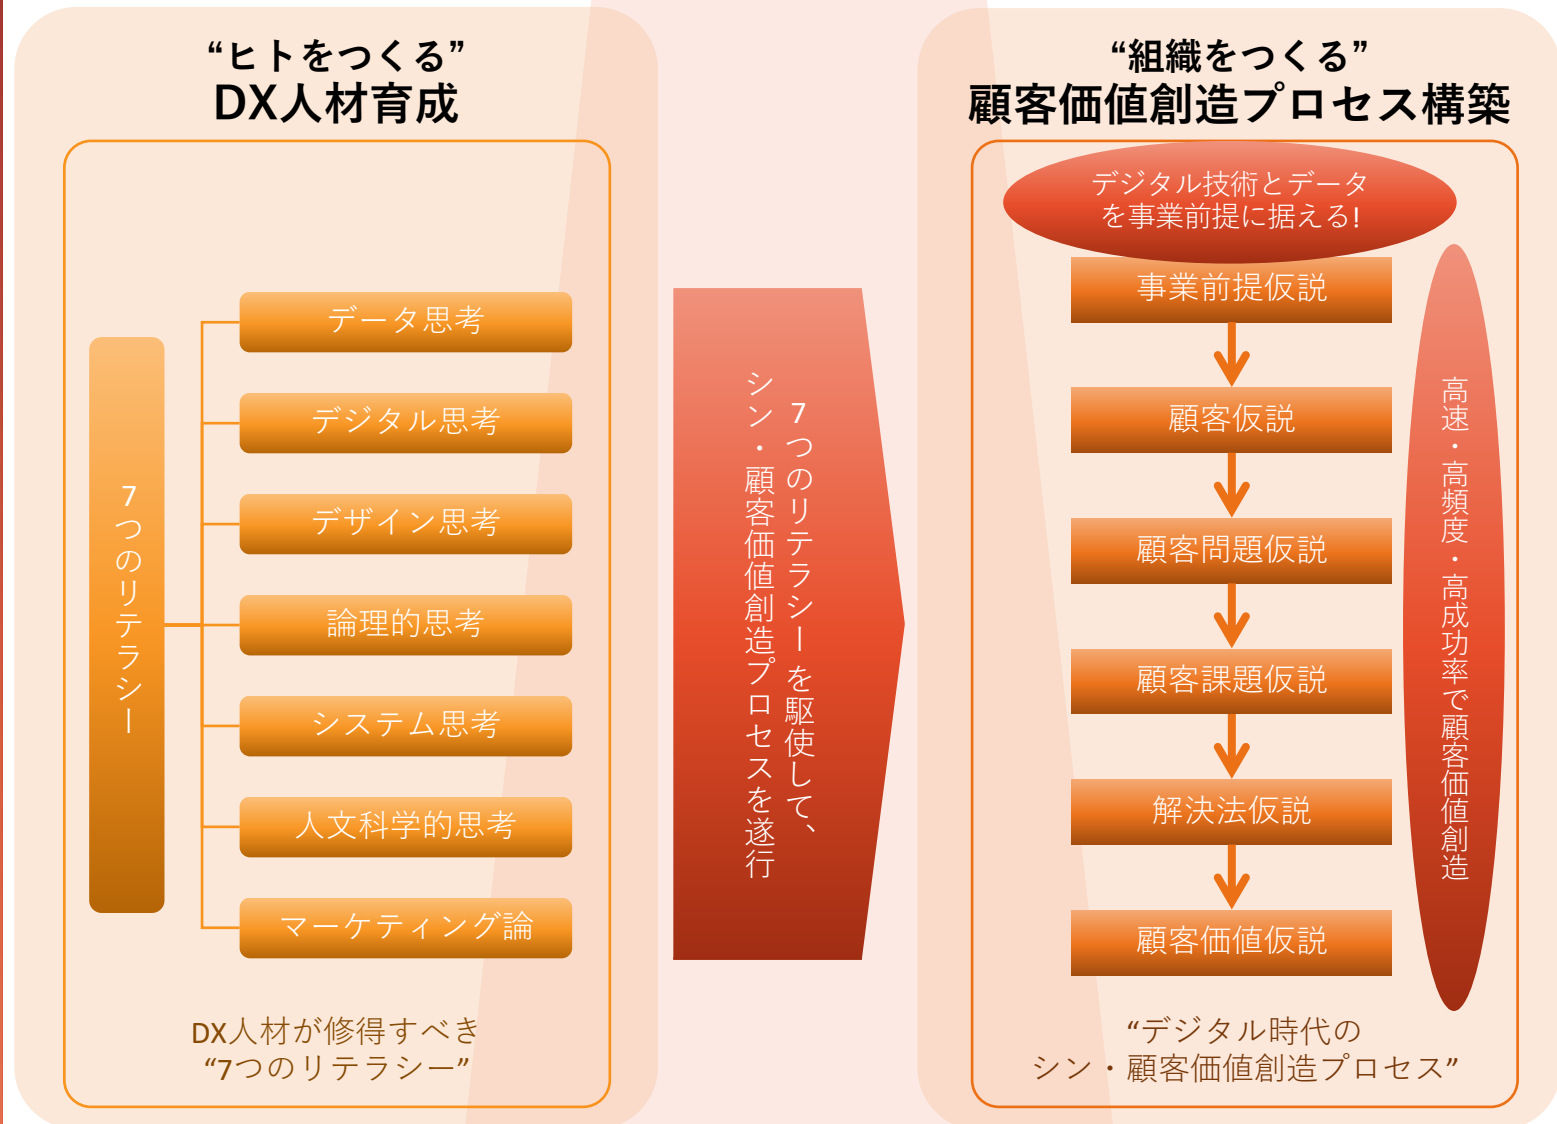 “ヒトをつくる”
DX人材育成
7つのリテラシー
データ思考
デジタル思考
デザイン思考
論理的思考
システム思考
人文科学的思考
マーケティング論
DX人材が修得すべき
“7つのリテラシー”
7つのリテラシーを駆使して、
シン・顧客価値創造プロセスを遂行
“組織をつくる”
顧客価値創造プロセス構築
デジタル技術とデータ
を事業前提に据える!
事業前提仮説
顧客仮説
顧客問題仮説
顧客課題仮説
解決法仮説
顧客価値仮説
高速・高頻度・高成功率で顧客価値創造
“デジタル時代の
シン・顧客価値創造プロセス”